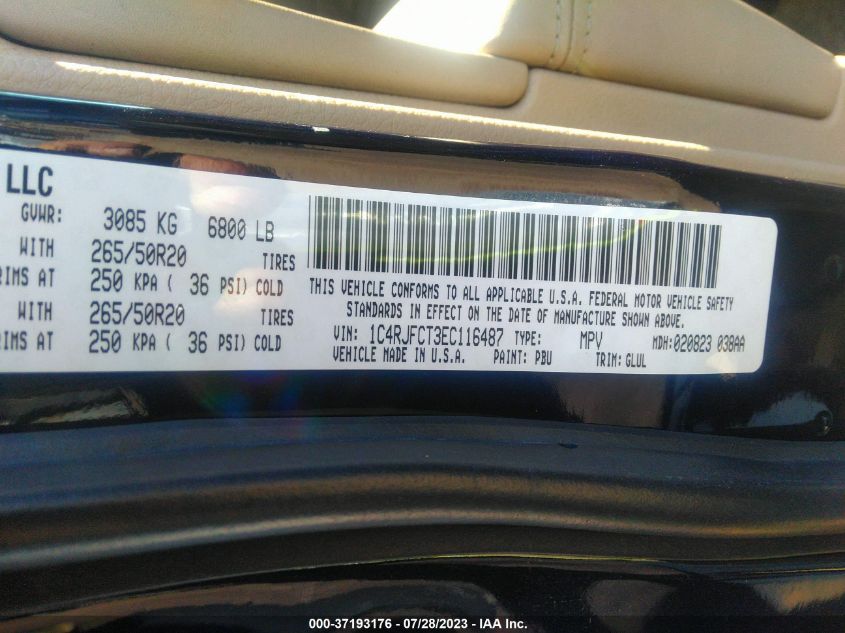 LLC
GVWR: 3085 KG 6800 LB
WITH 265/50R20 TIRES
RIMS AT 250 KPA ( 36 PSI) COLD
WITH 265/50R20 TIRES
IMS AT 250 KPA ( 36 PSI) COLD
THIS VEHICLE CONFORMS TO ALL APPLICABLE U.S.A. FEDERAL MOTOR VEHICLE SAFETY
STANDARDS IN EFFECT ON THE DATE OF MANUFACTURE SHOWN ABOVE.
VIN: 1C4RJFCT3EC116487 TYPE: MPV MDH:020823 038AA
VEHICLE MADE IN U.S.A. PAINT: PBU TRIM: GLUL
000-37193176 / 07/28/2023 - IAA Inc.